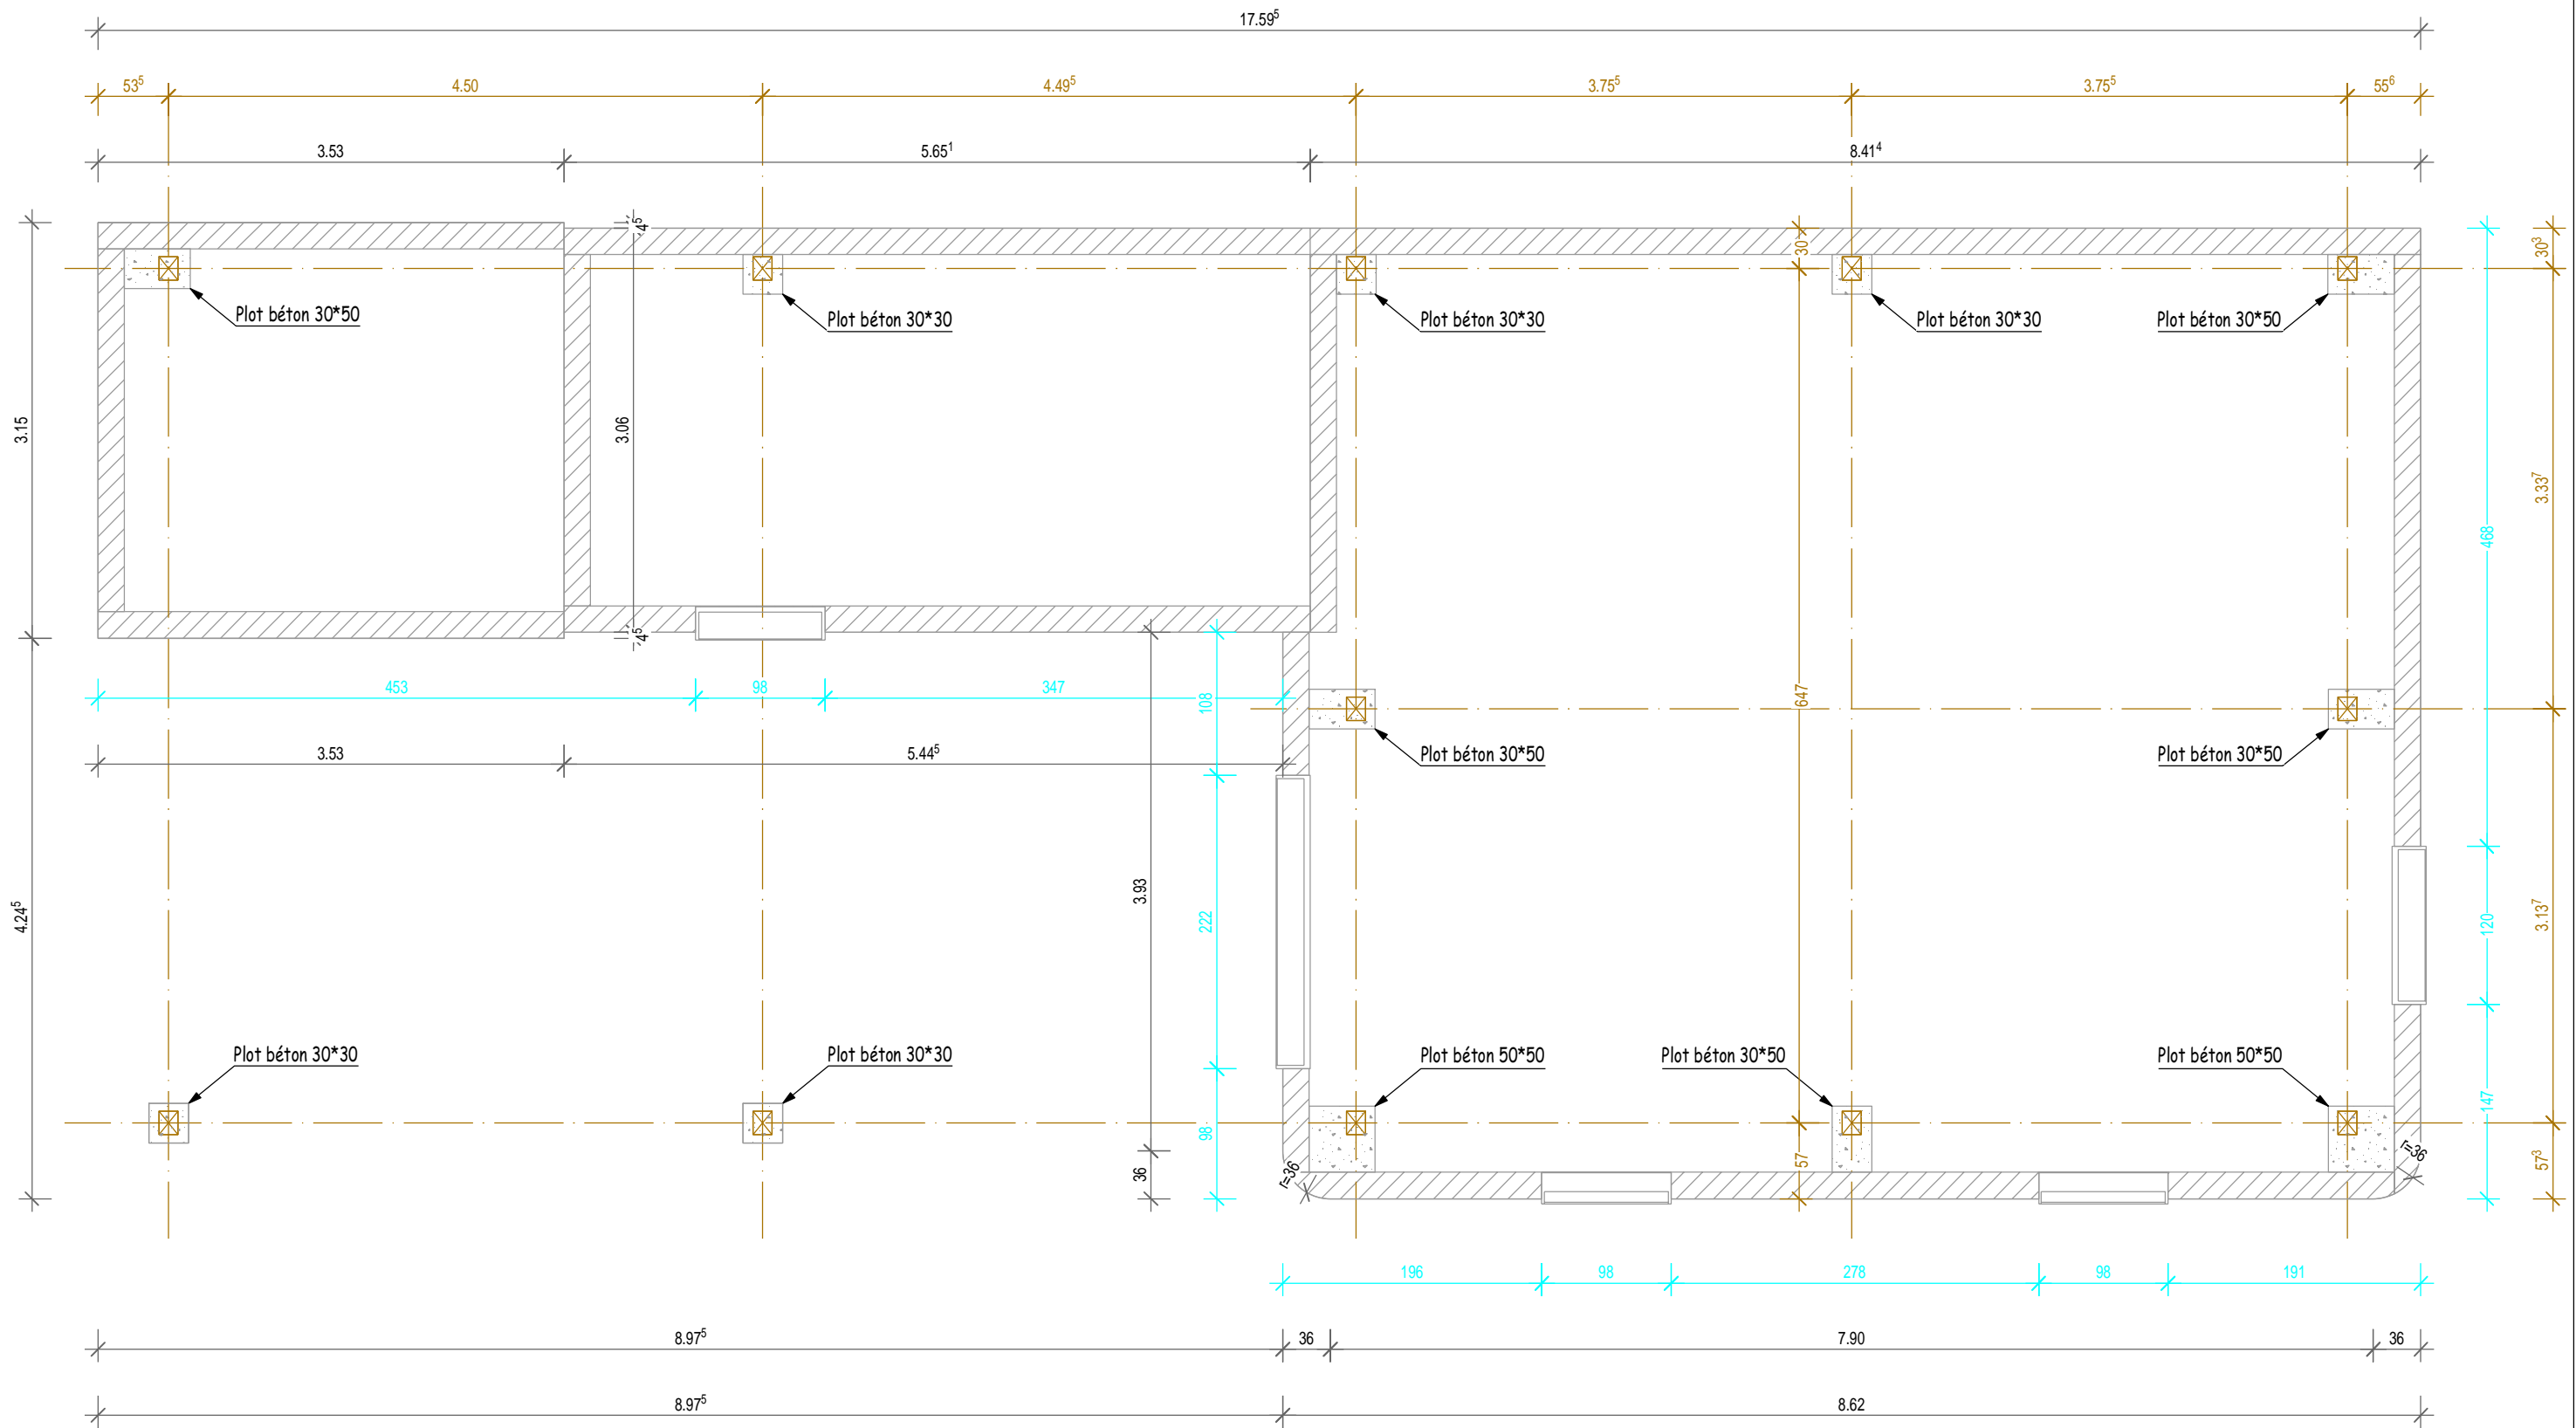 17.59⁵
53⁵ 4.50 4.49⁵ 3.75⁵ 3.75⁵ 55⁶
3.53 5.65¹ 8.41⁴
4⁵ 30 30³
Plot béton 30*50 Plot béton 30*30 Plot béton 30*30 Plot béton 30*30 Plot béton 30*50
3.15 3.06 3.33⁷
468
453 98 347 108 647
3.53 5.44⁵ Plot béton 30*50 Plot béton 30*50
4⁵
4.24⁵ 3.93 222 120 3.13⁷
Plot béton 30*30 Plot béton 30*30 Plot béton 50*50 Plot béton 30*50 Plot béton 50*50
98 147
36 r=36 57 r=36 57³
196 98 278 98 191
8.97⁵ 36 7.90 36
8.97⁵ 8.62